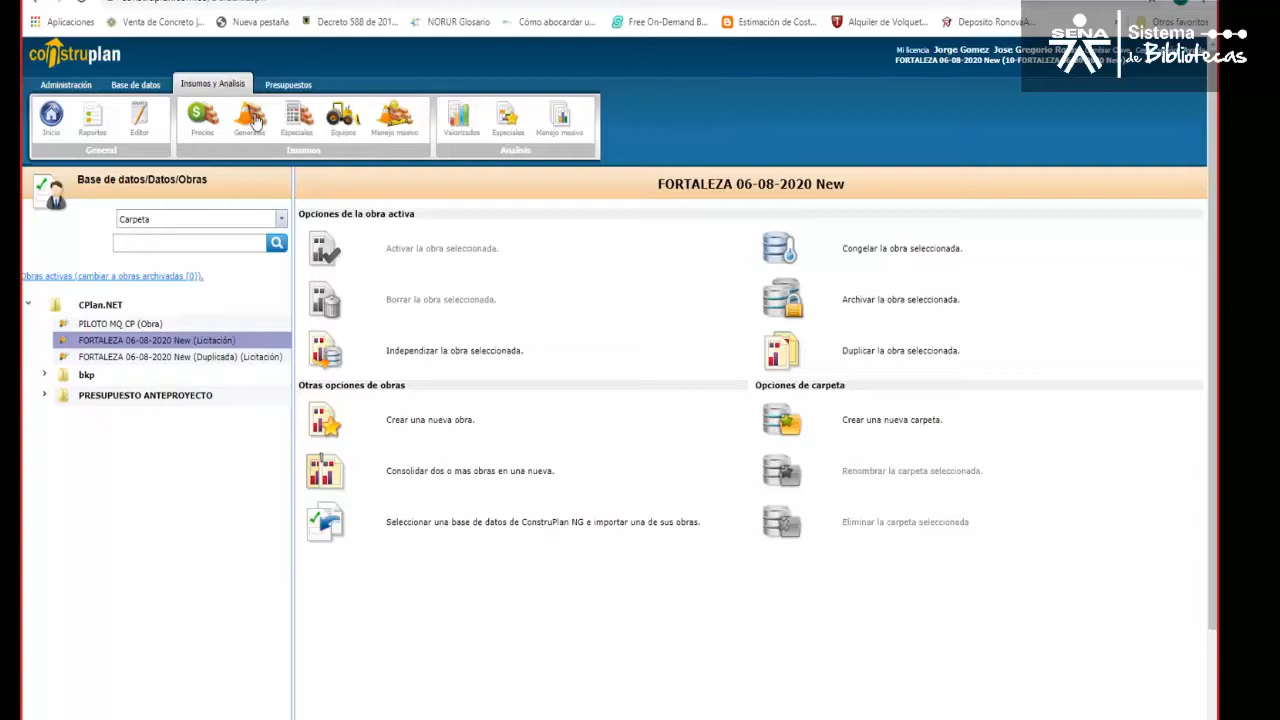 Aplicaciones Venta de Concreto (... Nueva pestaña Decreto 588 de 201... NORUR Glosario Cómo abordar u... Free On-Demand B... Estimación de Cost... Alquiler de Volquet... Deposito RonovA... Otros favoritos
SENA Sistema de Bibliotecas
construplan
Mi licencia Jorge Gomez Jose Gregorio
FORTALEZA 06-08-2020 New (10-FORTALEZA
Administración Base de datos Insumos y Analisis Presupuestos
Inicio Reportes Editor Precios Generales Especiales Equipos Manejo masivo Valorizados Especiales Manejo masivo
General Insumos Analisis
Base de datos/Datos/Obras
FORTALEZA 06-08-2020 New
Carpeta
Obras activas (cambiar a obras archivadas (0)).
CPlan.NET
PILOTO MQ CP (Obra)
FORTALEZA 06-08-2020 New (Licitación)
FORTALEZA 06-08-2020 New (Duplicada) (Licitación)
bkp
PRESUPUESTO ANTEPROYECTO
Opciones de la obra activa
Activar la obra seleccionada.
Congelar la obra seleccionada.
Borrar la obra seleccionada.
Archivar la obra seleccionada.
Independizar la obra seleccionada.
Duplicar la obra seleccionada.
Otras opciones de obras
Opciones de carpeta
Crear una nueva obra.
Crear una nueva carpeta.
Consolidar dos o mas obras en una nueva.
Renombrar la carpeta seleccionada.
Seleccionar una base de datos de ConstruPlan NG e importar una de sus obras.
Eliminar la carpeta seleccionada